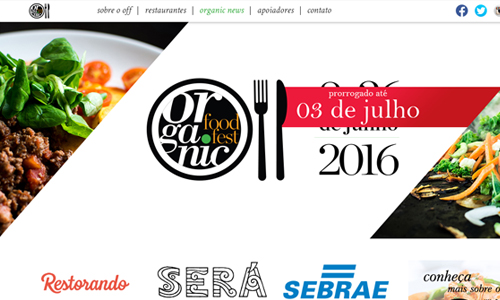 sobre o off | restaurantes | organic news | apoiadores | contato
or
ga.nic
food
fest
prorrogado até
03 de julho
de junho
2016
Restorando
SERÁ
SEBRAE
conheça
mais sobre o